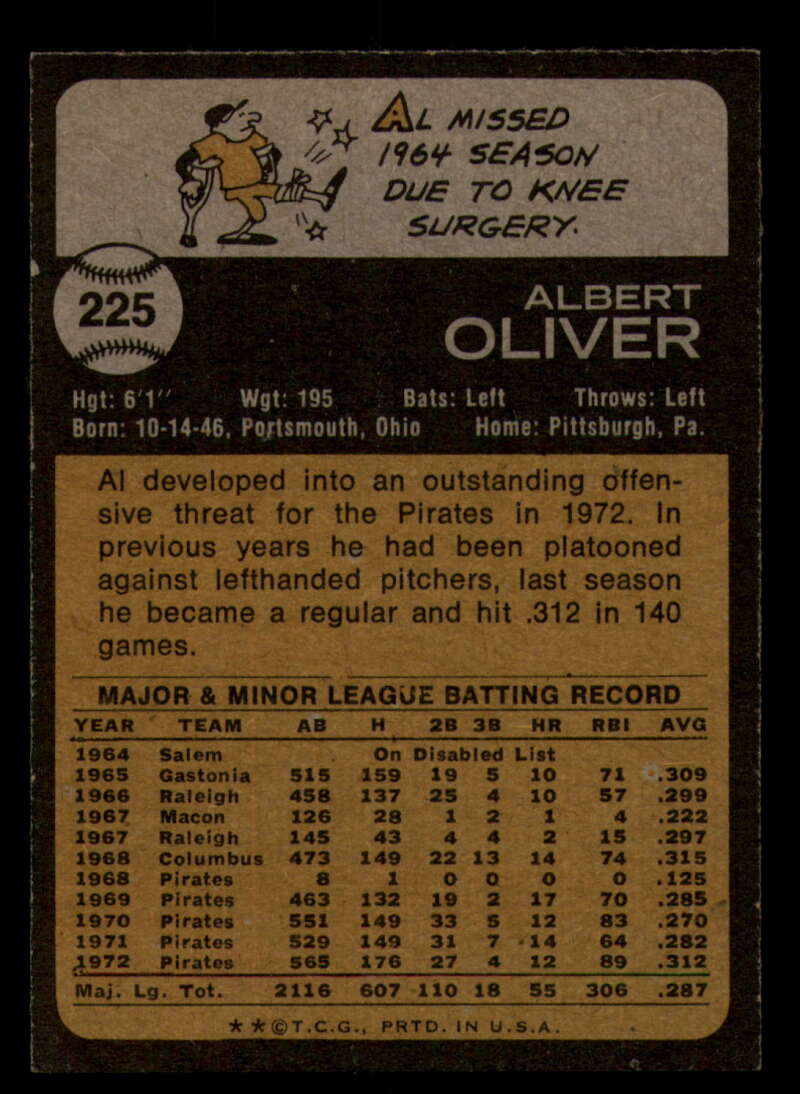 AL MISSED
1964 SEASON
DUE TO KNEE
SURGERY.
225
ALBERT
OLIVER
Hgt: 6'1" Wgt: 195 Bats: Left Throws: Left
Born: 10-14-46, Portsmouth, Ohio Home: Pittsburgh, Pa.
Al developed into an outstanding offen-
sive threat for the Pirates in 1972. In
previous years he had been platooned
against lefthanded pitchers, last season
he became a regular and hit .312 in 140
games.
MAJOR & MINOR LEAGUE BATTING RECORD
YEAR TEAM AB H 2B 3B HR RBI AVG
1964 Salem On Disabled List
1965 Gastonia 515 159 19 5 10 71 .309
1966 Raleigh 458 137 25 4 10 57 .299
1967 Macon 126 28 1 2 1 4 .222
1967 Raleigh 145 43 4 4 2 15 .297
1968 Columbus 473 149 22 13 14 74 .315
1968 Pirates 8 1 0 0 0 0 .125
1969 Pirates 463 132 19 2 17 70 .285
1970 Pirates 551 149 33 5 12 83 .270
1971 Pirates 529 149 31 7 14 64 .282
1972 Pirates 565 176 27 4 12 89 .312
Maj. Lg. Tot. 2116 607 110 18 55 306 .287
★ ★ © T.C.G., PRTD. IN U.S.A.